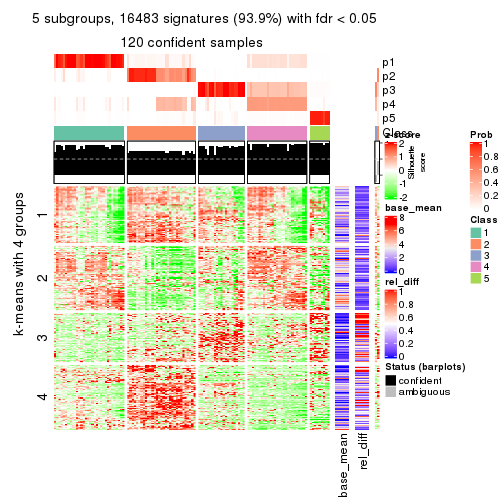 5 subgroups, 16483 signatures (93.9%) with fdr < 0.05
120 confident samples
p1
p2
p3
p4
p5
Class
Silhouette
score
k-means with 4 groups
1
2
3
4
base_mean
rel_diff
z-score
2
1
0
-1
-2
base_mean
8
6
4
2
0
rel_diff
1
0.8
0.6
0.4
0.2
0
Status (barplots)
confident
ambiguous
Prob
1
0.8
0.6
0.4
0.2
0
Class
1
2
3
4
5